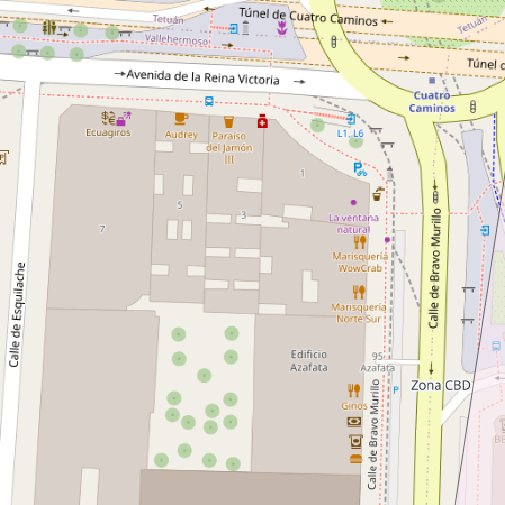 Tetuán
Túnel de Cuatro Caminos
Tetuán
Vallehermoso
Túnel d
Avenida de la Reina Victoria
Cuatro
Caminos
Ecuagiros
Audrey
Paraíso
del Jamón
III
L1, L6
1
La ventana
natural
5
3
7
Marisquería
WowCrab
Marisquería
Norte Sur
Calle de Bravo Murillo
Calle de Esquilache
Edificio
Azafata
95
Azafata
Zona CBD
Ginos
P
Calle de Bravo Murillo